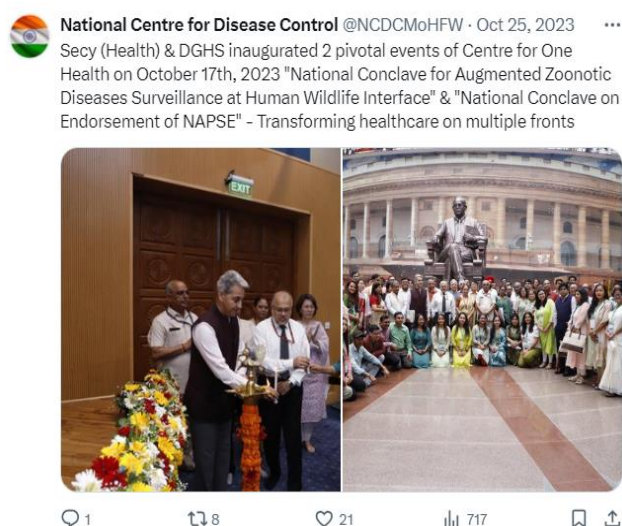 National Centre for Disease Control @NCDCMoHFW · Oct 25, 2023 ...
Secy (Health) & DGHS inaugurated 2 pivotal events of Centre for One
Health on October 17th, 2023 "National Conclave for Augmented Zoonotic
Diseases Surveillance at Human Wildlife Interface" & "National Conclave on
Endorsement of NAPSE" - Transforming healthcare on multiple fronts
EXIT
1 8 21 717